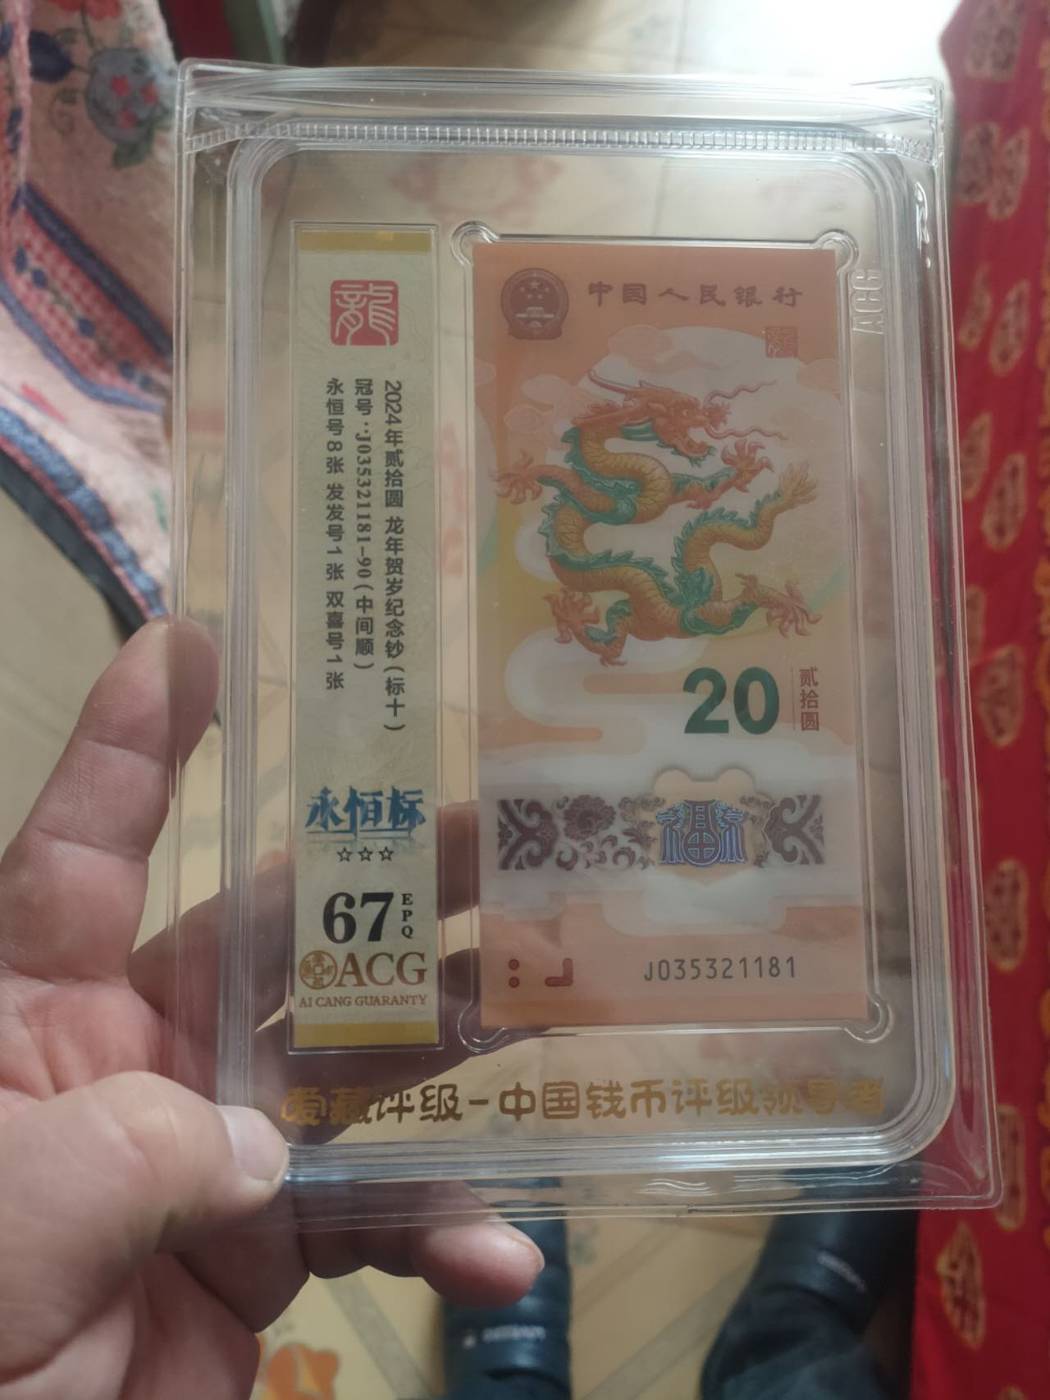 龍
2024年贰拾圆 龙年贺岁纪念钞(标十)
冠号:J035321181-90(中间顺)
永恒号8张 发发号1张 双喜号1张
永恒标
☆☆☆
67
EPQ
ACG
AI CANG GUARANTY
中国人民银行
20
贰拾圆
福
J035321181
ACG
爱藏评级-中国钱币评级领导者